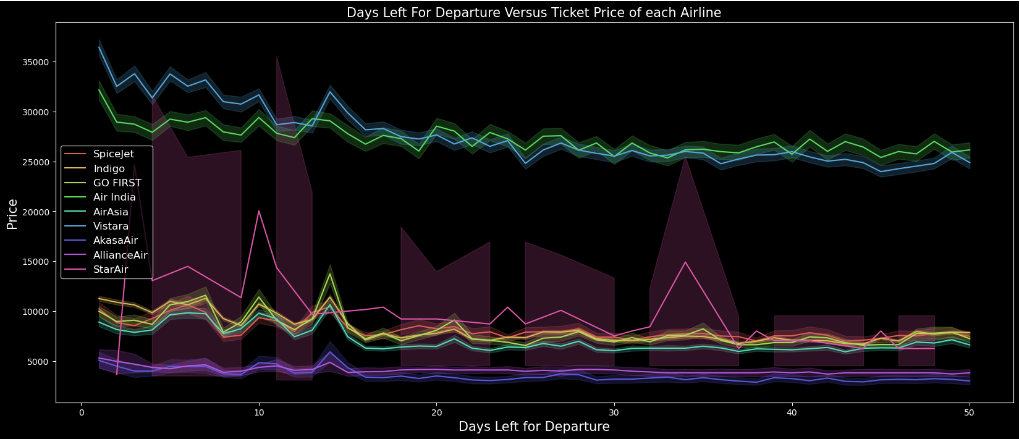 Days Left For Departure Versus Ticket Price of each Airline
35000
30000
25000
20000
15000
10000
5000
Price
SpiceJet
Indigo
GO FIRST
Air India
AirAsia
Vistara
AkasaAir
AllianceAir
StarAir
0
10
20
30
40
50
Days Left for Departure